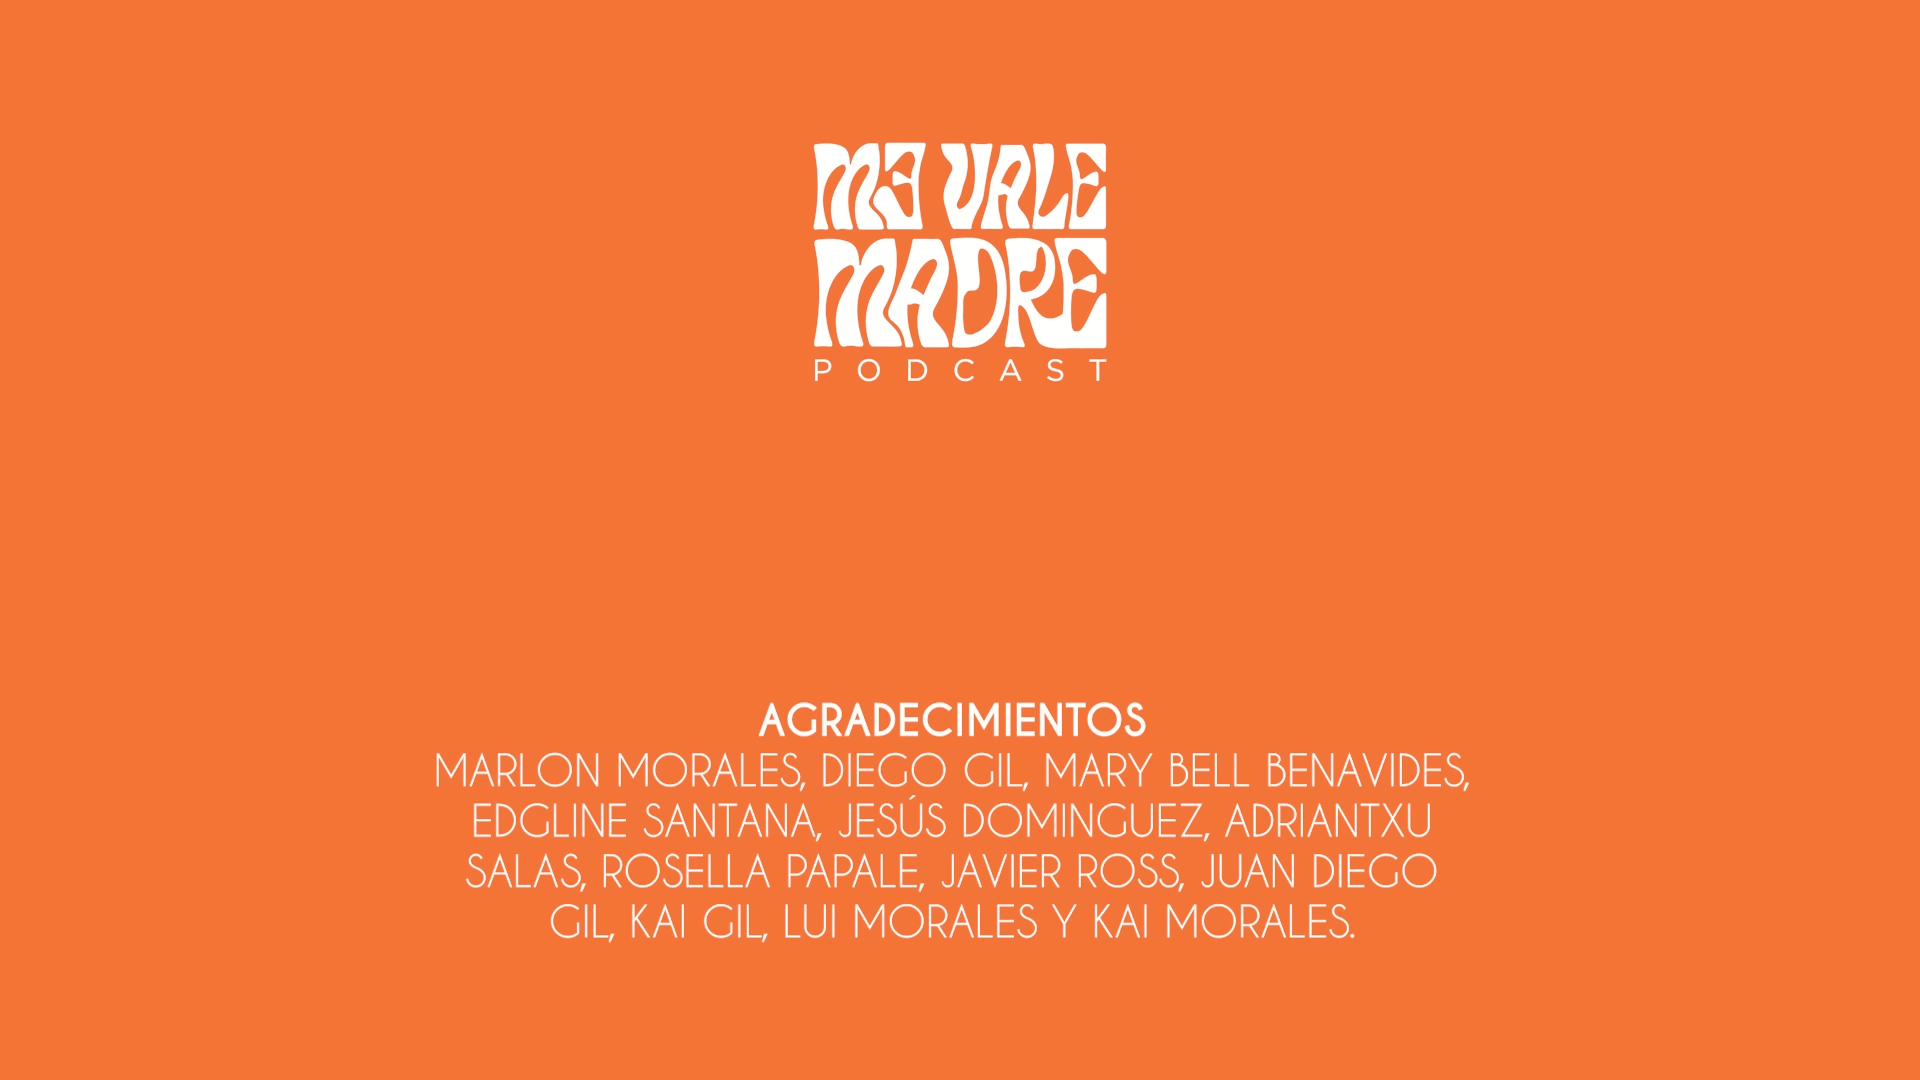 ME VALE
MADRE
PODCAST
AGRADECIMIENTOS
MARLON MORALES, DIEGO GIL, MARY BELL BENAVIDES,
EDGLINE SANTANA, JESÚS DOMINGUEZ, ADRIANTXU
SALAS, ROSELLA PAPALE, JAVIER ROSS, JUAN DIEGO
GIL, KAI GIL, LUI MORALES Y KAI MORALES.